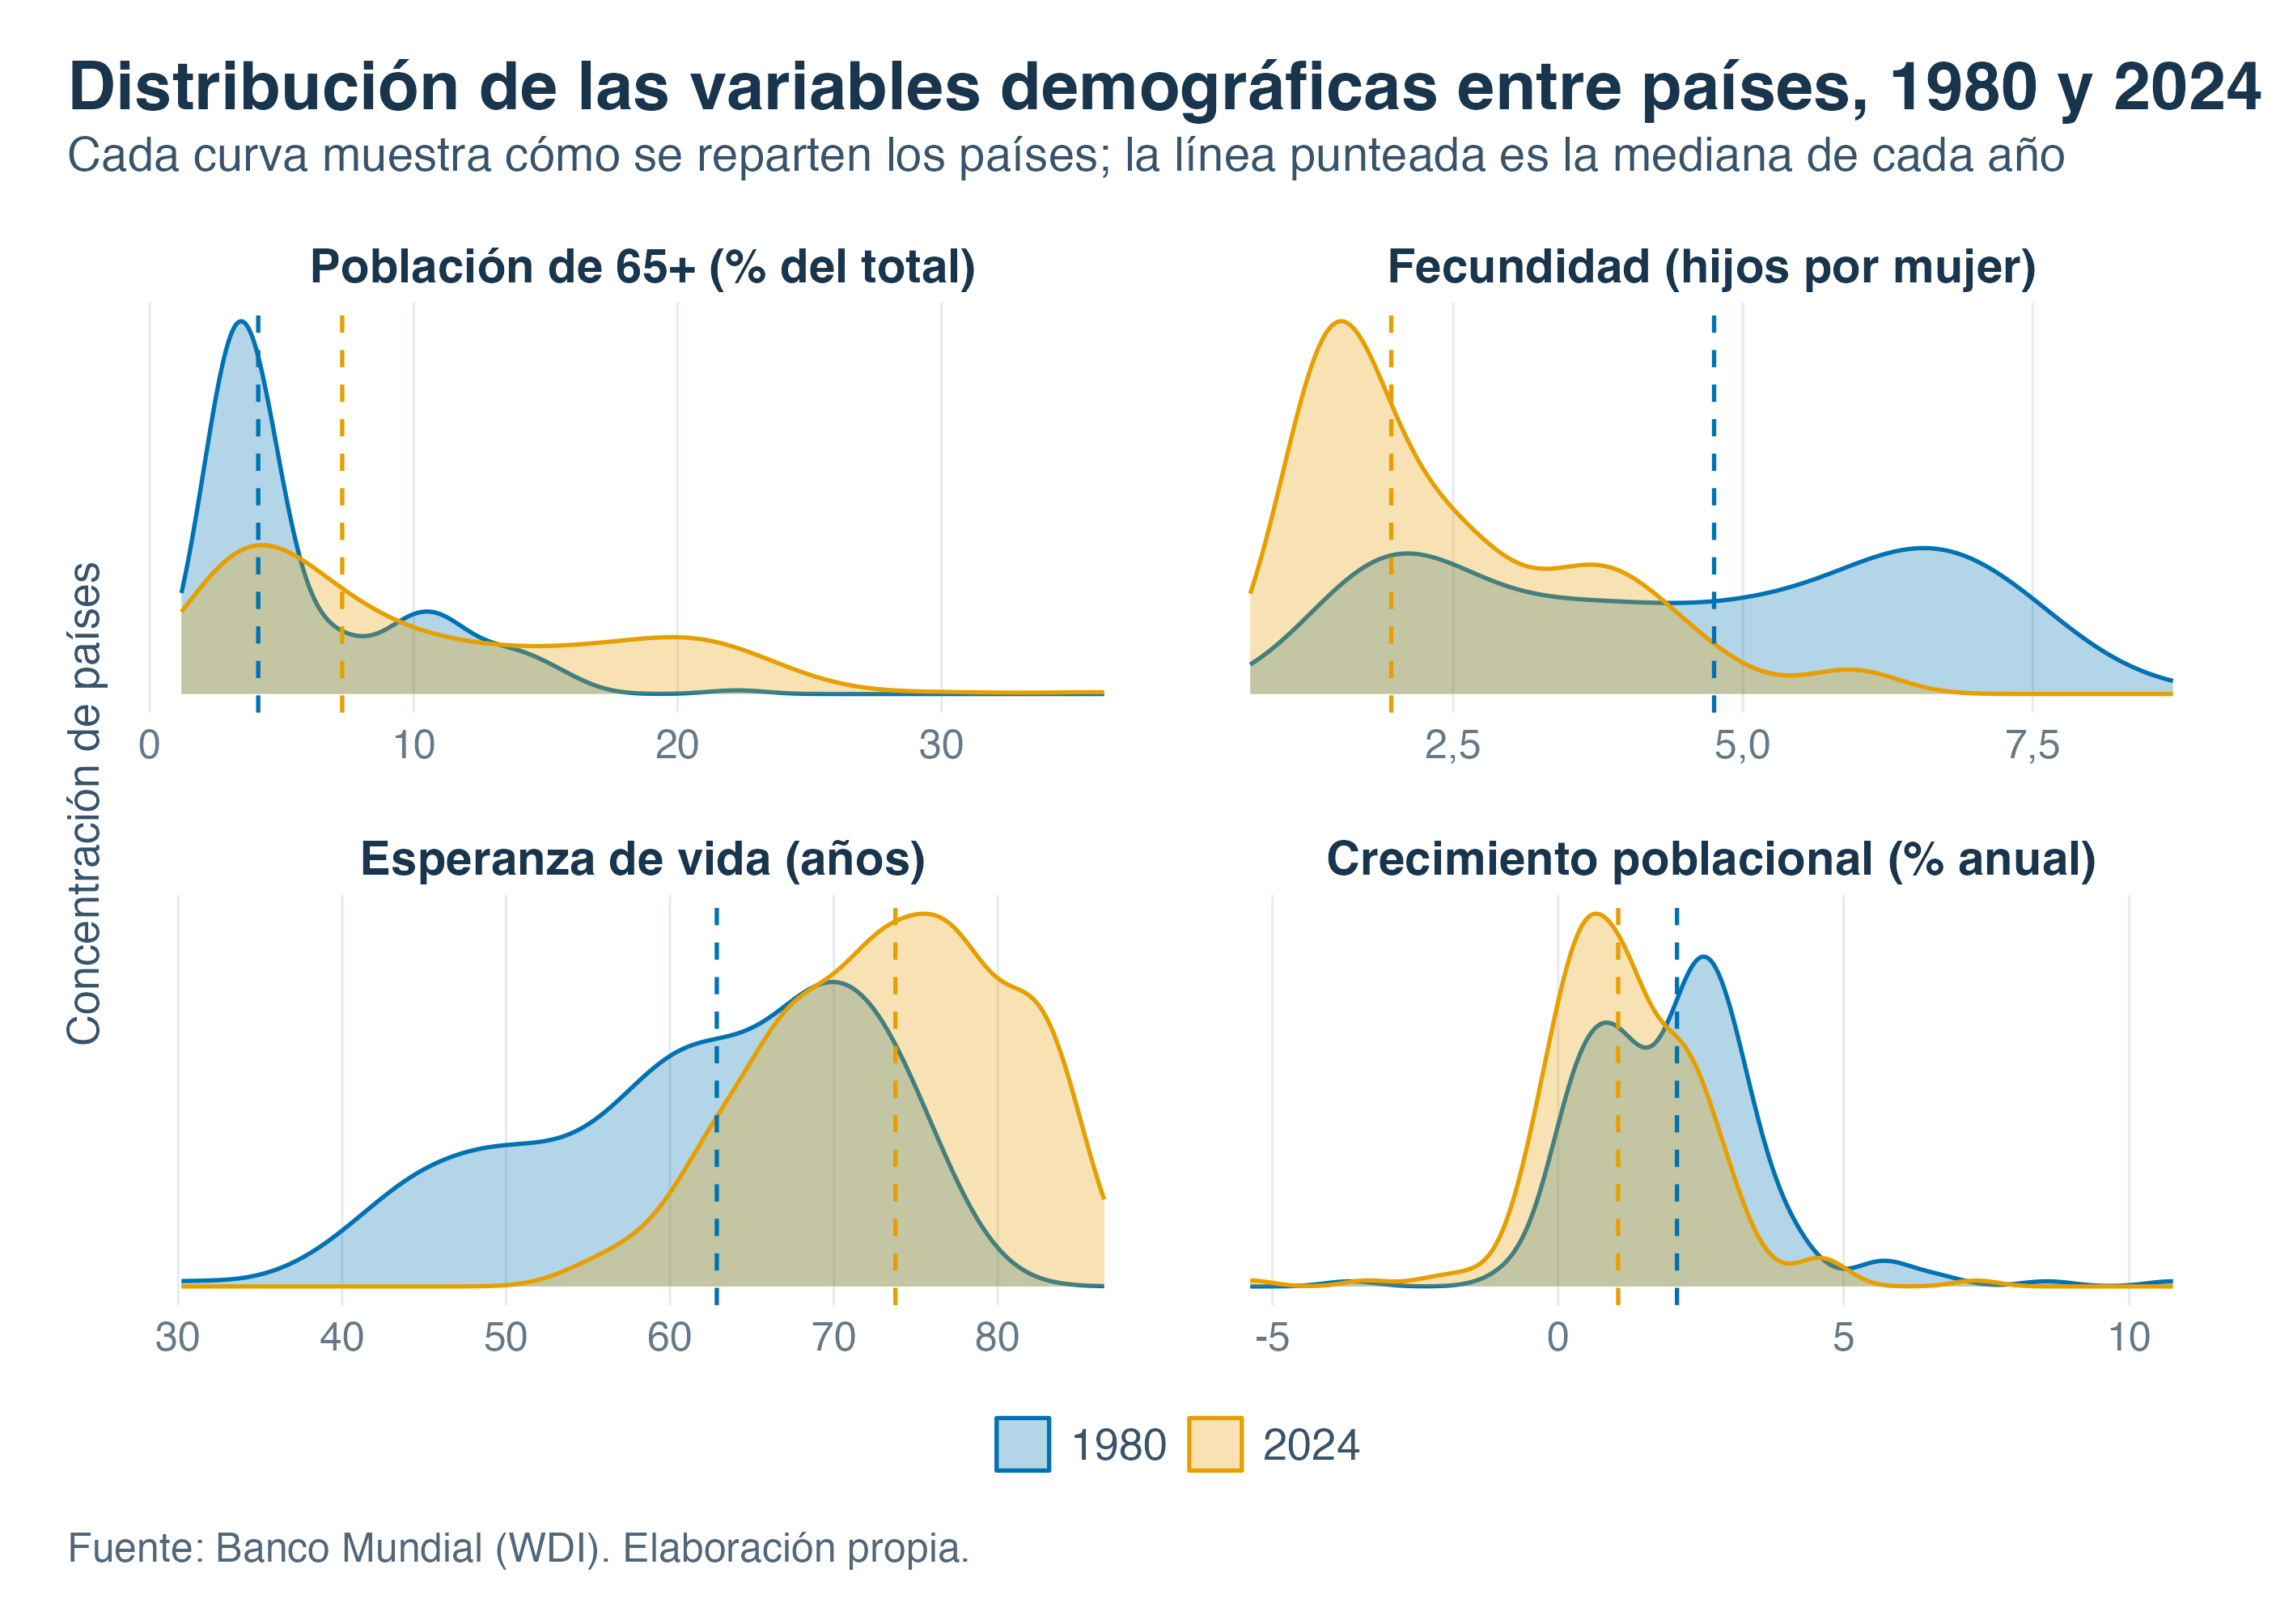 Distribución de las variables demográficas entre países, 1980 y 2024
Cada curva muestra cómo se reparten los países; la línea punteada es la mediana de cada año
Población de 65+ (% del total)
Fecundidad (hijos por mujer)
Concentración de países
0 10 20 30
2,5 5,0 7,5
Esperanza de vida (años)
Crecimiento poblacional (% anual)
30 40 50 60 70 80
-5 0 5 10
1980 2024
Fuente: Banco Mundial (WDI). Elaboración propia.